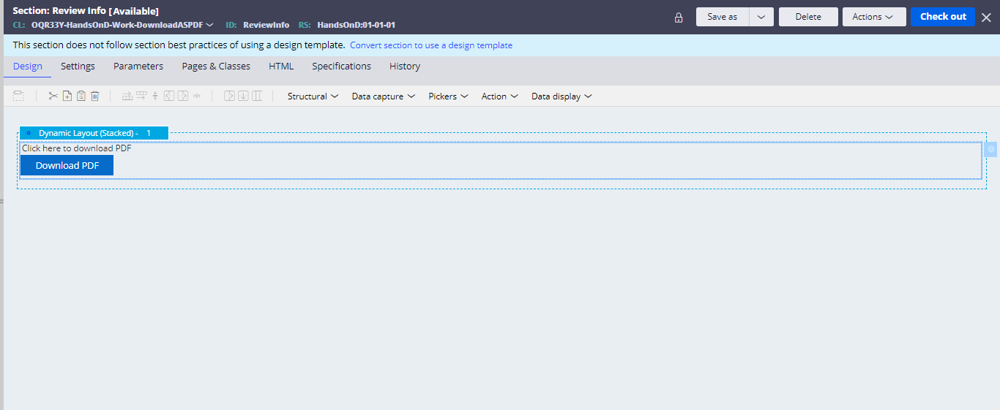 Section: Review Info [Available]
CL: OQR33Y-HandsOnD-Work-DownloadASPDF ID: ReviewInfo RS: HandsOnD:01-01-01
Save as Delete Actions Check out
This section does not follow section best practices of using a design template. Convert section to use a design template
Design Settings Parameters Pages & Classes HTML Specifications History
Structural Data capture Pickers Action Data display
Dynamic Layout (Stacked) - 1
Click here to download PDF
Download PDF